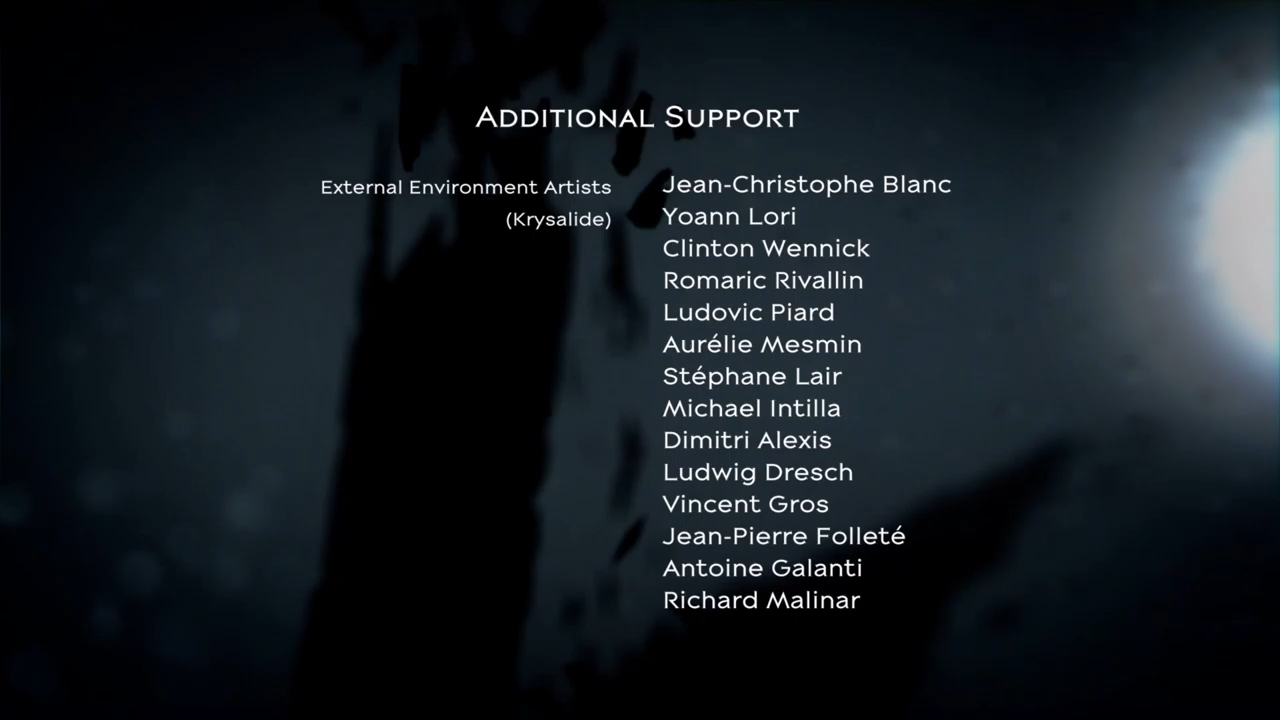 Additional Support
External Environment Artists
(Krysalide)
Jean-Christophe Blanc
Yoann Lori
Clinton Wennick
Romaric Rivallin
Ludovic Piard
Aurélie Mesmin
Stéphane Lair
Michael Intilla
Dimitri Alexis
Ludwig Dresch
Vincent Gros
Jean-Pierre Folleté
Antoine Galanti
Richard Malinar